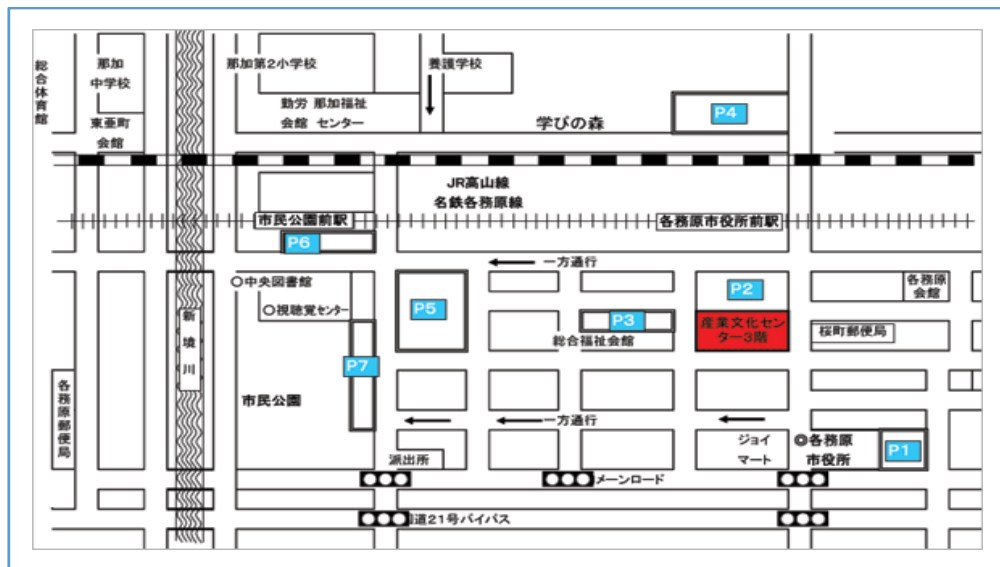 総合体育館
那加
中学校
東亜町
会館
那加第2小学校
養護学校
勤労 那加福祉
会館 センター
学びの森
P4
JR高山線
名鉄各務原線
市民公園前駅
各務原市役所前駅
P6
一方通行
中央図書館
視聴覚センター
P5
P3
総合福祉会館
P2
産業文化セン
ター3階
各務原
会館
桜町郵便局
新境川
P7
市民公園
各務原郵便局
一方通行
派出所
ジョイ
マート
◎各務原
市役所
P1
メーンロード
道21号バイパス